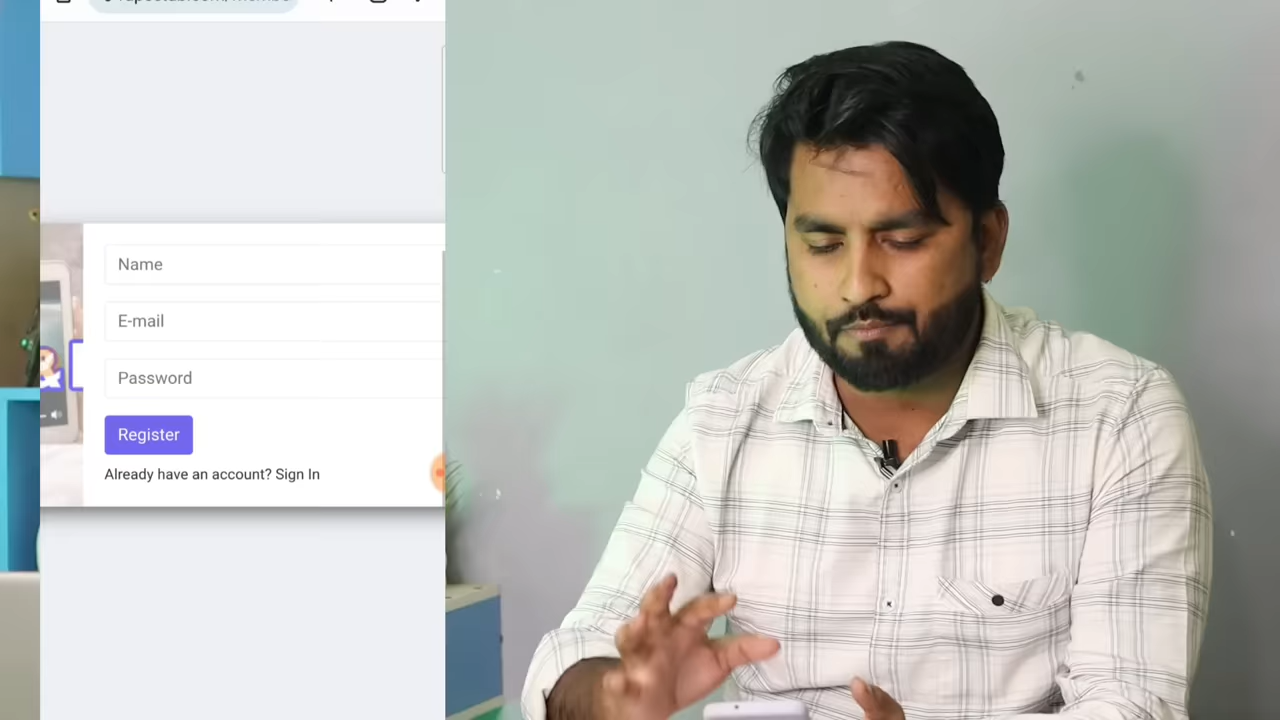 Name
E-mail
Password
Register
Already have an account? Sign In